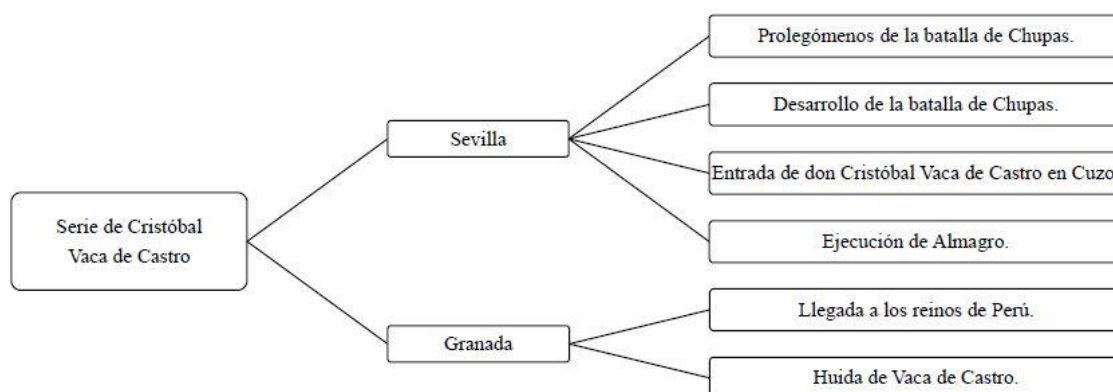 Serie de Cristóbal
Vaca de Castro
Sevilla
Prolegómenos de la batalla de Chupas.
Desarrollo de la batalla de Chupas.
Entrada de don Cristóbal Vaca de Castro en Cuzo
Ejecución de Almagro.
Granada
Llegada a los reinos de Perú.
Huida de Vaca de Castro.